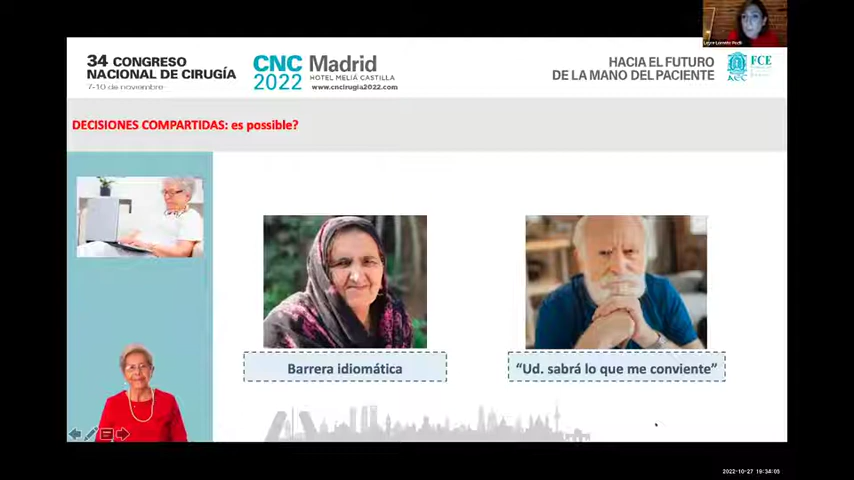 34 CONGRESO
NACIONAL DE CIRUGÍA
7-10 de noviembre
CNC
2022
Madrid
HOTEL MELIÁ CASTILLA
www.cncirugia2022.com
HACIA EL FUTURO
DE LA MANO DEL PACIENTE
AEC
FCE
DECISIONES COMPARTIDAS: es possible?
Barrera idiomática
“Ud. sabrá lo que me conviente”
2022-10-27 19:34:05